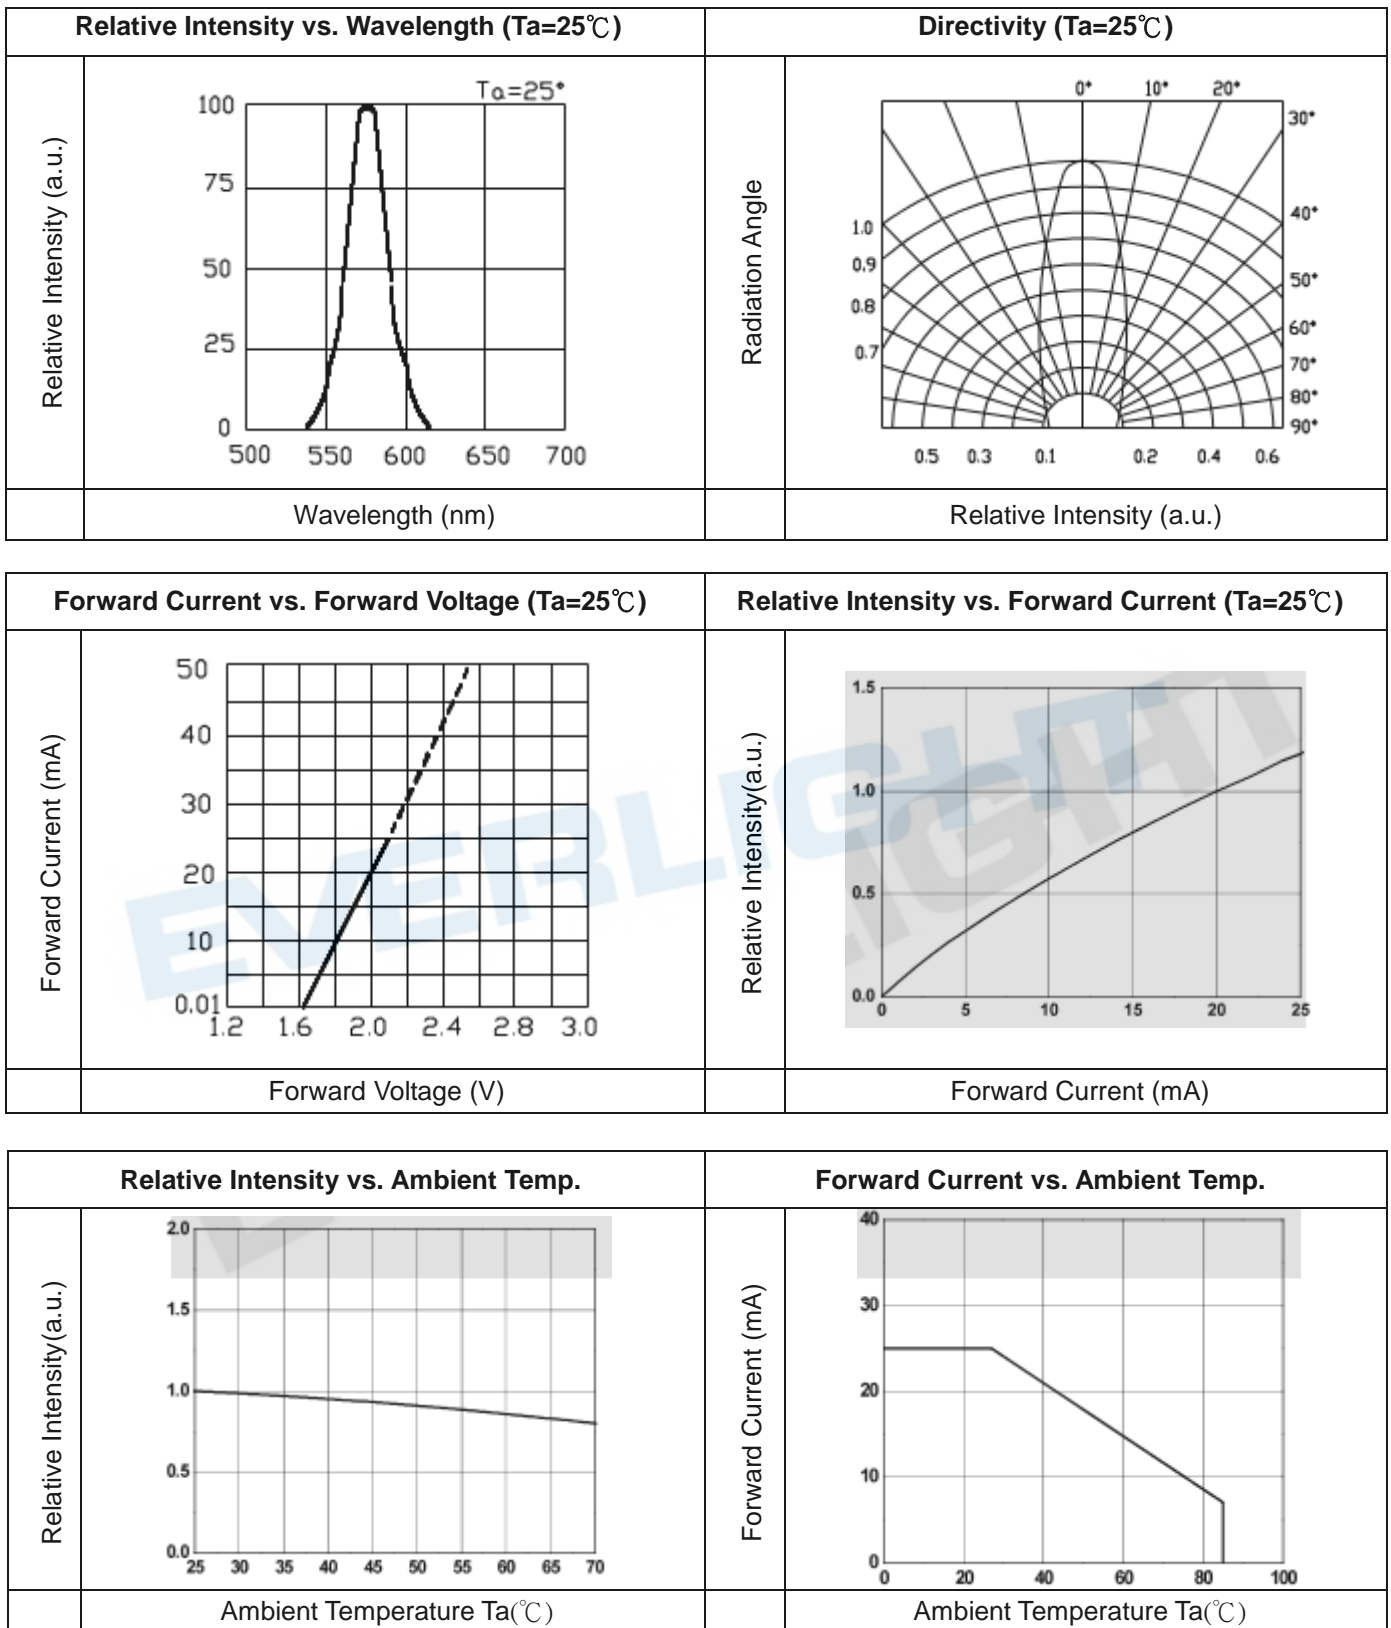 Relative Intensity vs. Wavelength (Ta=25℃)
Directivity (Ta=25℃)
Relative Intensity (a.u.)
Ta=25°
100
75
50
25
0
500 550 600 650 700
Wavelength (nm)
Radiation Angle
0° 10° 20°
30°
40°
50°
60°
70°
80°
90°
1.0
0.9
0.8
0.7
0.5 0.3 0.1 0.2 0.4 0.6
Relative Intensity (a.u.)
Forward Current vs. Forward Voltage (Ta=25℃)
Relative Intensity vs. Forward Current (Ta=25℃)
Forward Current (mA)
50
40
30
20
10
0.01
1.2 1.6 2.0 2.4 2.8 3.0
Forward Voltage (V)
EVERLIGHT
Relative Intensity(a.u.)
1.5
1.0
0.5
0.0
0 5 10 15 20 25
Forward Current (mA)
Relative Intensity vs. Ambient Temp.
Forward Current vs. Ambient Temp.
Relative Intensity(a.u.)
2.0
1.5
1.0
0.5
0.0
25 30 35 40 45 50 55 60 65 70
Ambient Temperature Ta(℃)
Forward Current (mA)
40
30
20
10
0
0 20 40 60 80 100
Ambient Temperature Ta(℃)